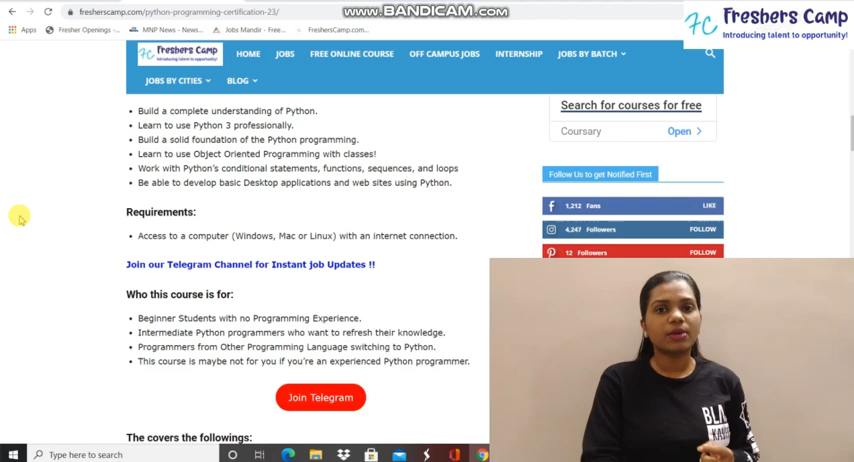 fresherscamp.com/python-programming-certification-23/
www.BANDICAM.com
FC Freshers Camp
Introducing talent to opportunity!
Apps
Fresher Openings -...
MNP News - News...
Jobs Mandir - Free...
FreshersCamp.com...
Freshers Camp
Introducing talent to opportunity!
HOME
JOBS
FREE ONLINE COURSE
OFF CAMPUS JOBS
INTERNSHIP
JOBS BY BATCH
JOBS BY CITIES
BLOG
• Build a complete understanding of Python.
• Learn to use Python 3 professionally.
• Build a solid foundation of the Python programming.
• Learn to use Object Oriented Programming with classes!
• Work with Python's conditional statements, functions, sequences, and loops
• Be able to develop basic Desktop applications and web sites using Python.
Requirements:
• Access to a computer (Windows, Mac or Linux) with an internet connection.
Join our Telegram Channel for Instant job Updates !!
Who this course is for:
• Beginner Students with no Programming Experience.
• Intermediate Python programmers who want to refresh their knowledge.
• Programmers from Other Programming Language switching to Python.
• This course is maybe not for you if you're an experienced Python programmer.
Join Telegram
The covers the followings:
Search for courses for free
Coursary
Open
Follow Us to get Notified First
1,212 Fans
LIKE
4,247 Followers
FOLLOW
12 Followers
FOLLOW
Type here to search